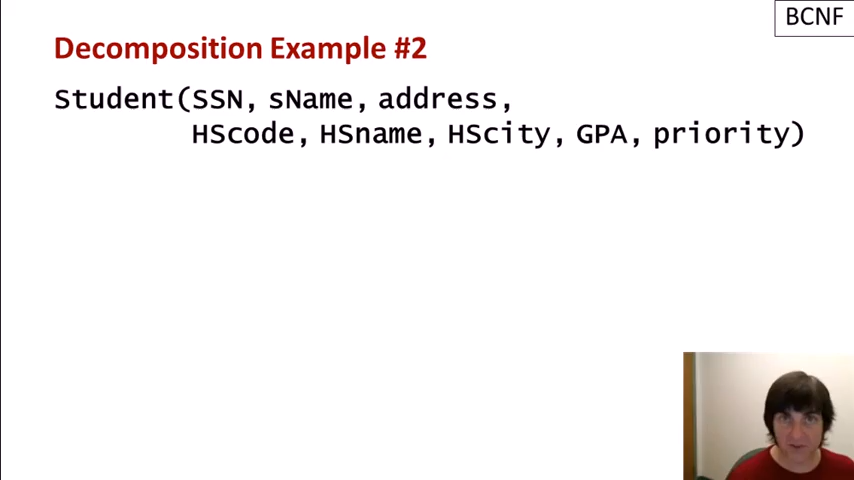 BCNF
Decomposition Example #2
Student(SSN, sName, address,
HScode, HSname, HScity, GPA, priority)